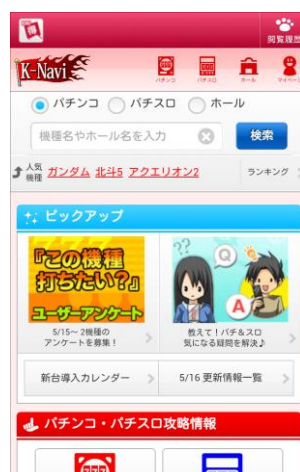 閲覧履歴
K-Navi
パチンコ
パチスロ
ホール
マイページ
パチンコ
パチスロ
ホール
機種名やホール名を入力
検索
人気機種
ガンダム 北斗5 アクエリオン2
ランキング
ピックアップ
『この機種
打ちたい?』
ユーザーアンケート
5/15~ 2機種の
アンケートを募集!
??
Q
A
教えて!パチ&スロ
気になる疑問を解決♪
新台導入カレンダー
5/16 更新情報一覧
パチンコ・パチスロ攻略情報